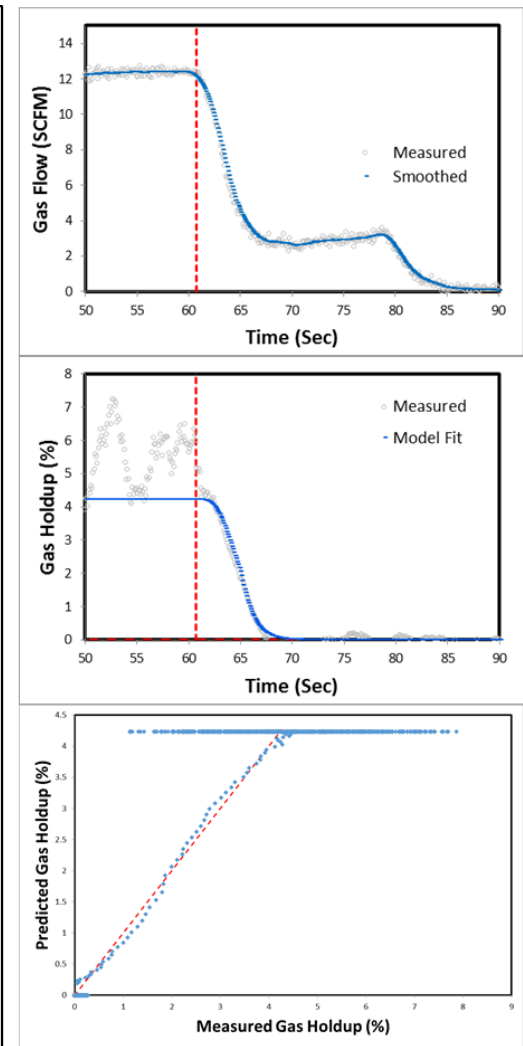 14
12
10
8
6
4
2
0
Gas Flow (SCFM)
Measured
Smoothed
50 55 60 65 70 75 80 85 90
Time (Sec)
8
7
6
5
4
3
2
1
0
Gas Holdup (%)
Measured
Model Fit
50 55 60 65 70 75 80 85 90
Time (Sec)
4.5
4
3.5
3
2.5
2
1.5
1
0.5
0
Predicted Gas Holdup (%)
0 1 2 3 4 5 6 7 8 9
Measured Gas Holdup (%)